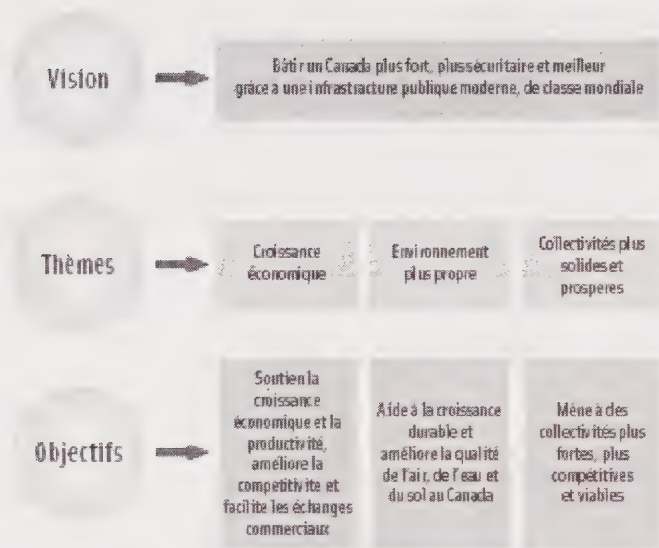 Vision
Bâtir un Canada plus fort, plus sécuritaire et meilleur
grâce a une infrastracture publique moderne, de classe mondiale
Thèmes
Croissance
économique
Environnement
plus propre
Collectivités plus
solides et
prosperes
Objectifs
Soutien la
croissance
économique et la
productivité,
améliore la
competitivite et
facilite les échanges
commerciaux
Aide à la croissance
durable et
améliore la qualité
de l'air, de l'eau et
du sol au Canada
Mène à des
collectivités plus
fortes, plus
compétitives
et viables